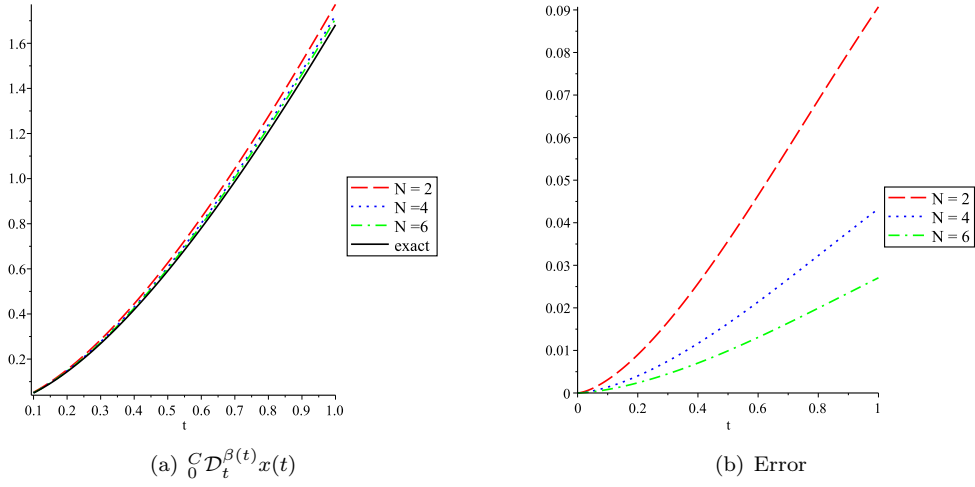 1.6
1.4
1.2
1.0
0.8
0.6
0.4
0.2
0.1 0.2 0.3 0.4 0.5 0.6 0.7 0.8 0.9 1.0
t
N = 2
N =4
N =6
exact
(a) ${}_{0}^{C}\mathcal{D}_{t}^{\beta(t)}x(t)$
0.09
0.08
0.07
0.06
0.05
0.04
0.03
0.02
0.01
0
0 0.2 0.4 0.6 0.8 1
t
N = 2
N = 4
N = 6
(b) Error